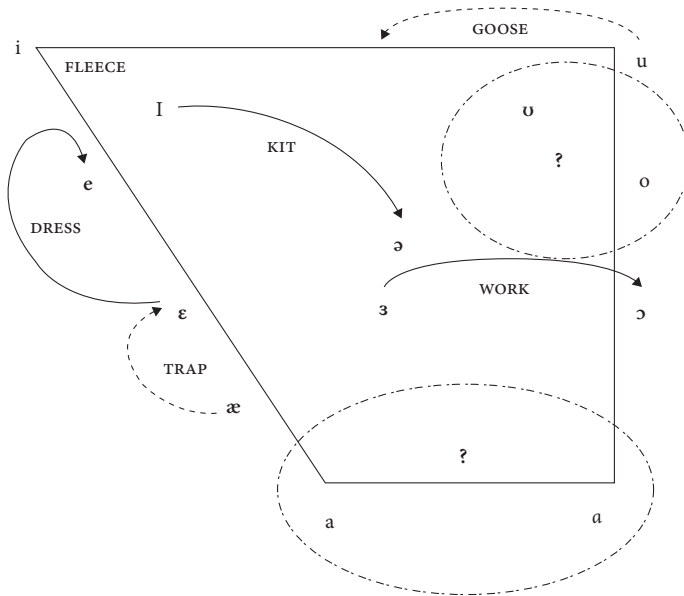 GOOSE
i
u
FLEECE
I
ʊ
KIT
?
e
o
DRESS
ə
WORK
ɛ
ɜ
ɔ
TRAP
æ
?
a
ɑ